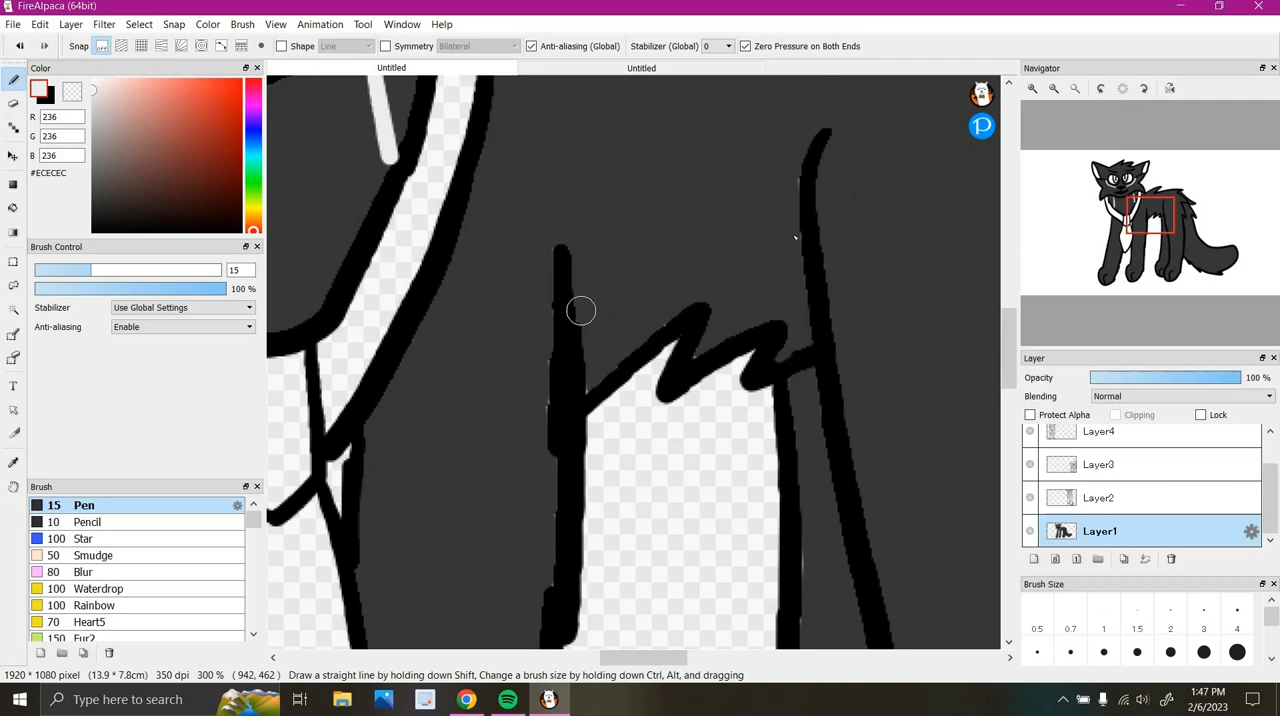 FireAlpaca (64bit)
File Edit Layer Filter Select Snap Color Brush View Animation Tool Window Help
Snap Shape Line Symmetry Bilateral Anti-aliasing (Global) Stabilizer (Global) 0 Zero Pressure on Both Ends
Color
Untitled
Untitled
Navigator
R 236
G 236
B 236
#ECECEC
Brush Control
15
100 %
Stabilizer Use Global Settings
Anti-aliasing Enable
Brush
15 Pen
10 Pencil
100 Star
50 Smudge
80 Blur
100 Waterdrop
100 Rainbow
70 Heart5
150 Fur2
Layer
Opacity 100 %
Blending Normal
Protect Alpha Clipping Lock
Layer4
Layer3
Layer2
Layer1
Brush Size
0.5 0.7 1 1.5 2 3 4
1920 * 1080 pixel (13.9 * 7.8cm) 350 dpi 300 % ( 942, 462 ) Draw a straight line by holding down Shift, Change a brush size by holding down Ctrl, Alt, and dragging
Type here to search
1:47 PM
2/6/2023